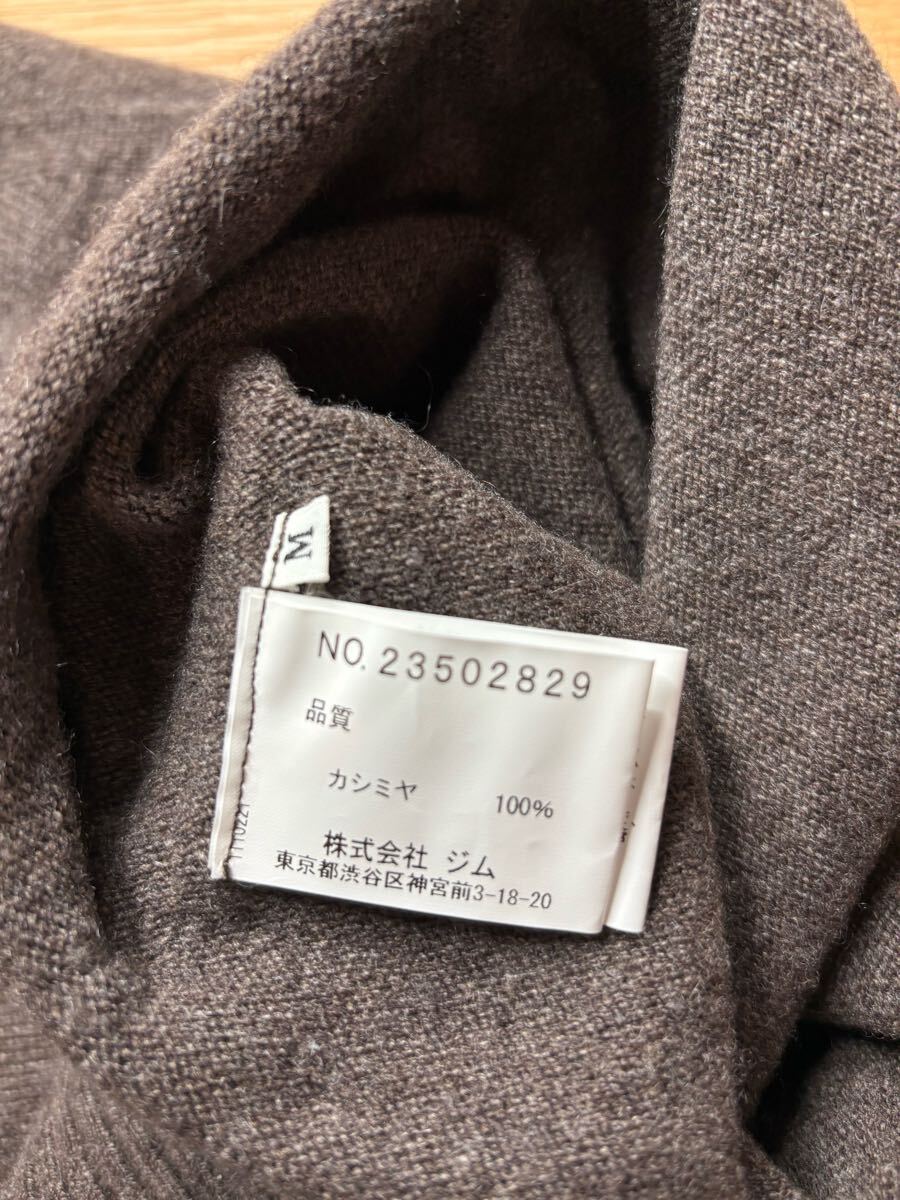 M
NO. 23502829
品質
カシミヤ 100%
株式会社 ジム
東京都渋谷区神宮前3-18-20